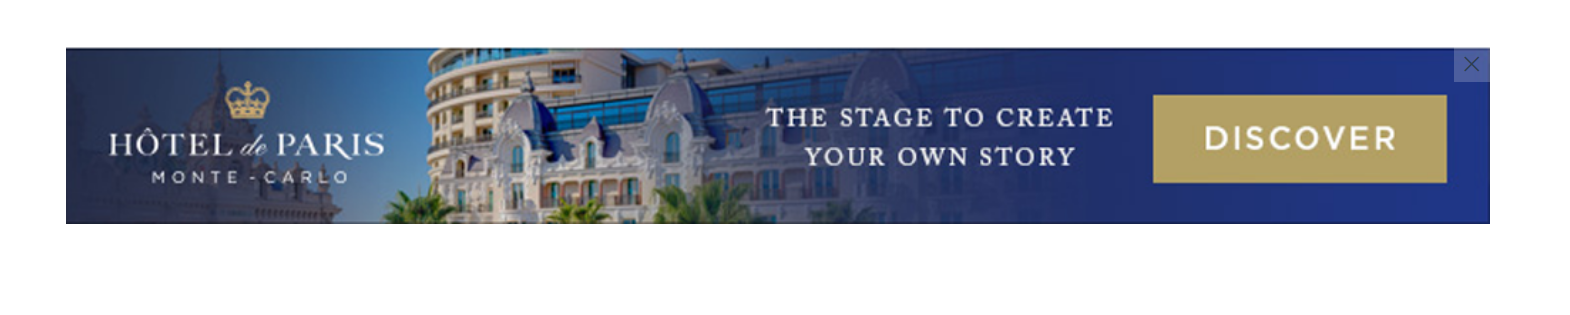 HÔTEL de PARIS
MONTE-CARLO
THE STAGE TO CREATE
YOUR OWN STORY
DISCOVER